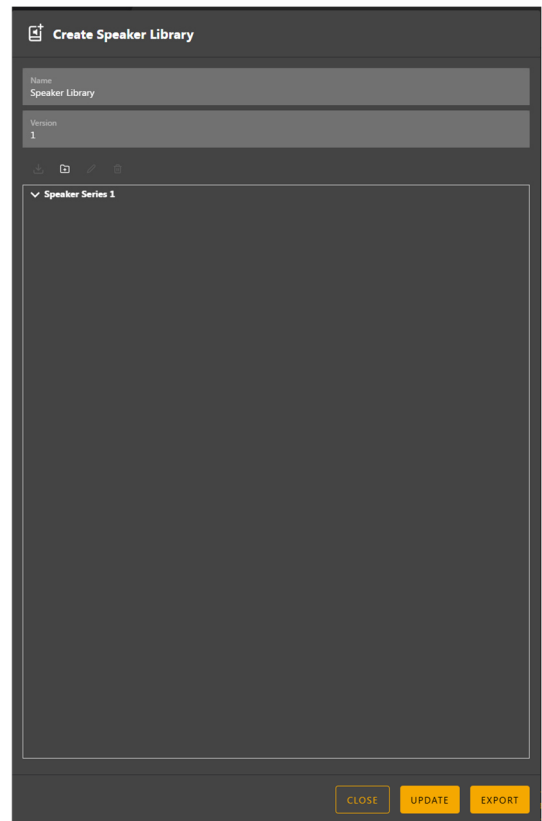 Create Speaker Library
Name
Speaker Library
Version
1
Speaker Series 1
CLOSE
UPDATE
EXPORT